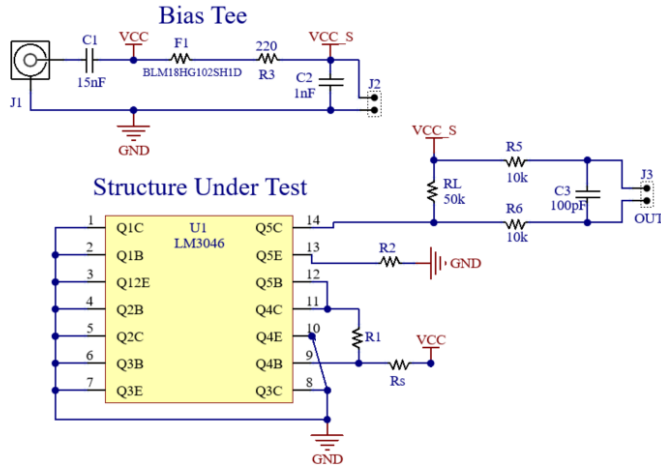 Bias Tee
C1
VCC
F1
220
VCC_S
15nF
BLM18HG102SH1D
R3
C2
1nF
J2
J1
GND
VCC_S
R5
10k
J3
RL
50k
C3
100pF
R6
10k
OUT
Structure Under Test
1
Q1C
U1
LM3046
Q5C
14
2
Q1B
Q5E
13
R2
GND
3
Q12E
Q5B
12
4
Q2B
Q4C
11
5
Q2C
Q4E
10
R1
VCC
6
Q3B
Q4B
9
Rs
7
Q3E
Q3C
8
GND